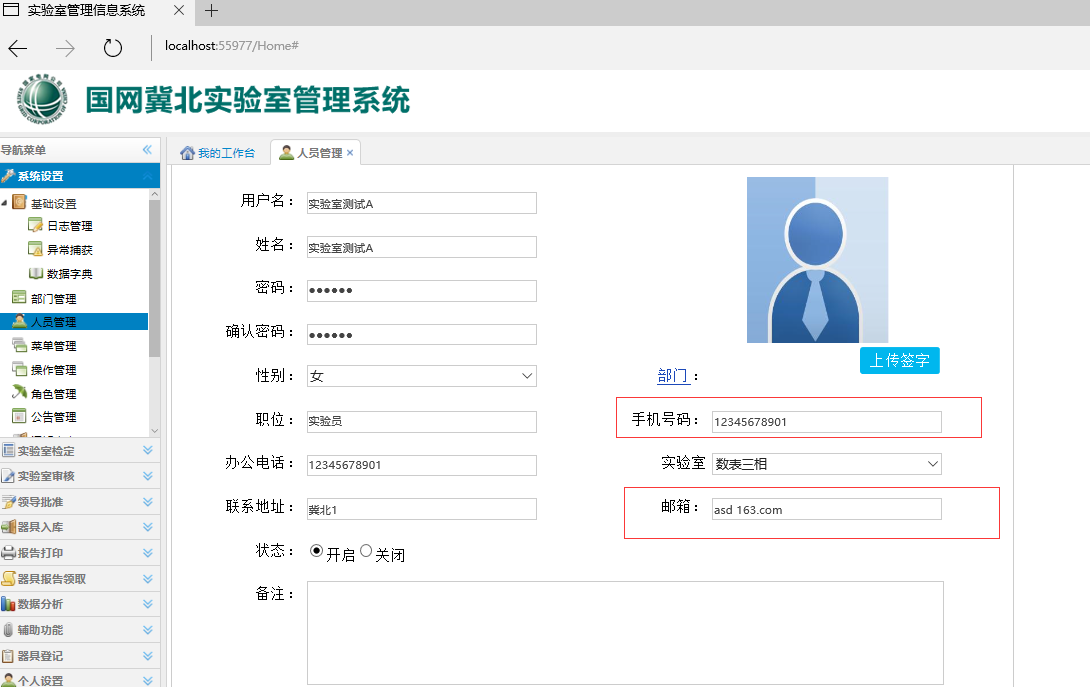 实验室管理信息系统
localhost:55977/Home#
国网冀北实验室管理系统
导航菜单
系统设置
基础设置
日志管理
异常捕获
数据字典
部门管理
人员管理
菜单管理
操作管理
角色管理
公告管理
实验室检定
实验室审核
领导批准
器具入库
报告打印
器具报告领取
数据分析
辅助功能
器具登记
个人设置
我的工作台 人员管理
用户名： 实验室测试A
姓名： 实验室测试A
密码： ●●●●●●
确认密码： ●●●●●●
上传签字
性别： 女 部门：
职位： 实验员 手机号码： 12345678901
办公电话： 12345678901 实验室 数表三相
联系地址： 冀北1 邮箱： asd 163.com
状态： 开启 关闭
备注：